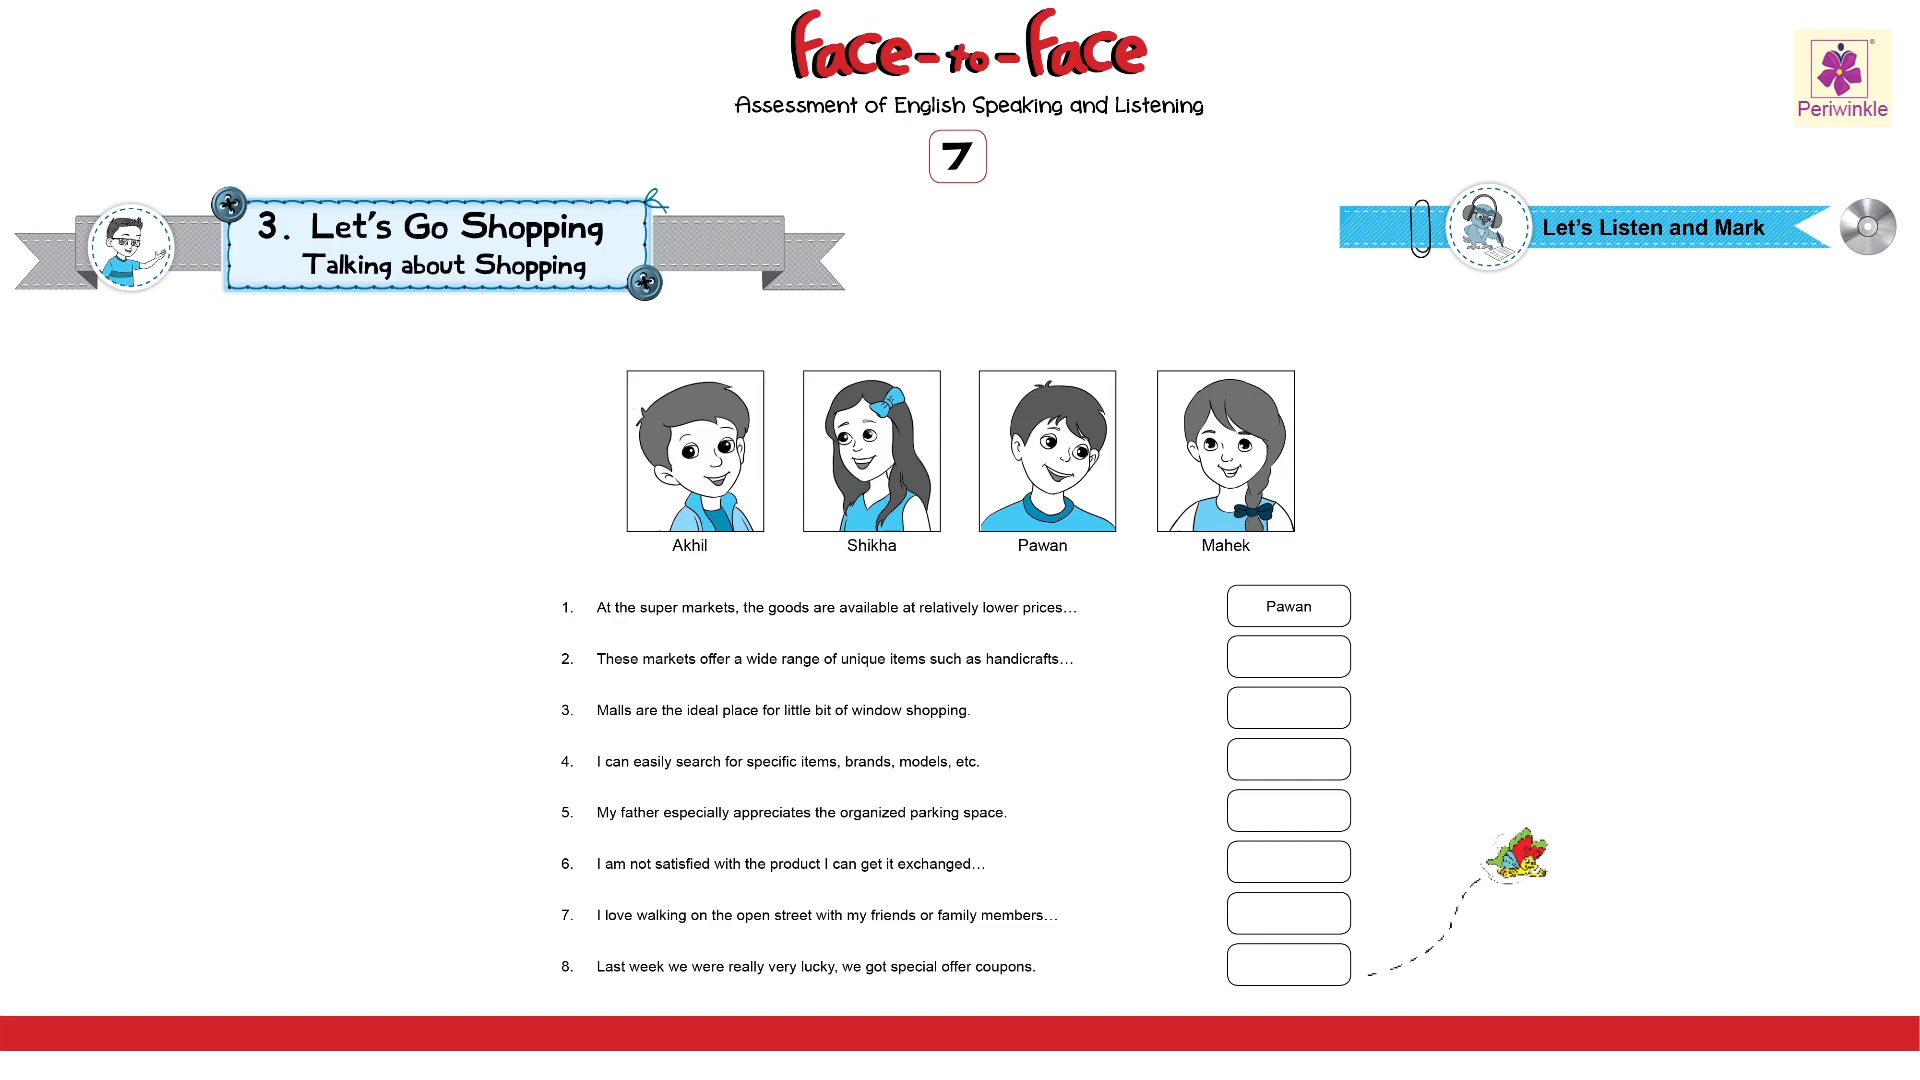 Face-to-Face
Assessment of English Speaking and Listening
7
Periwinkle
3. Let's Go Shopping
Talking about Shopping
Let's Listen and Mark
Akhil
Shikha
Pawan
Mahek
1. At the super markets, the goods are available at relatively lower prices… Pawan
2. These markets offer a wide range of unique items such as handicrafts…
3. Malls are the ideal place for little bit of window shopping.
4. I can easily search for specific items, brands, models, etc.
5. My father especially appreciates the organized parking space.
6. I am not satisfied with the product I can get it exchanged…
7. I love walking on the open street with my friends or family members…
8. Last week we were really very lucky, we got special offer coupons.